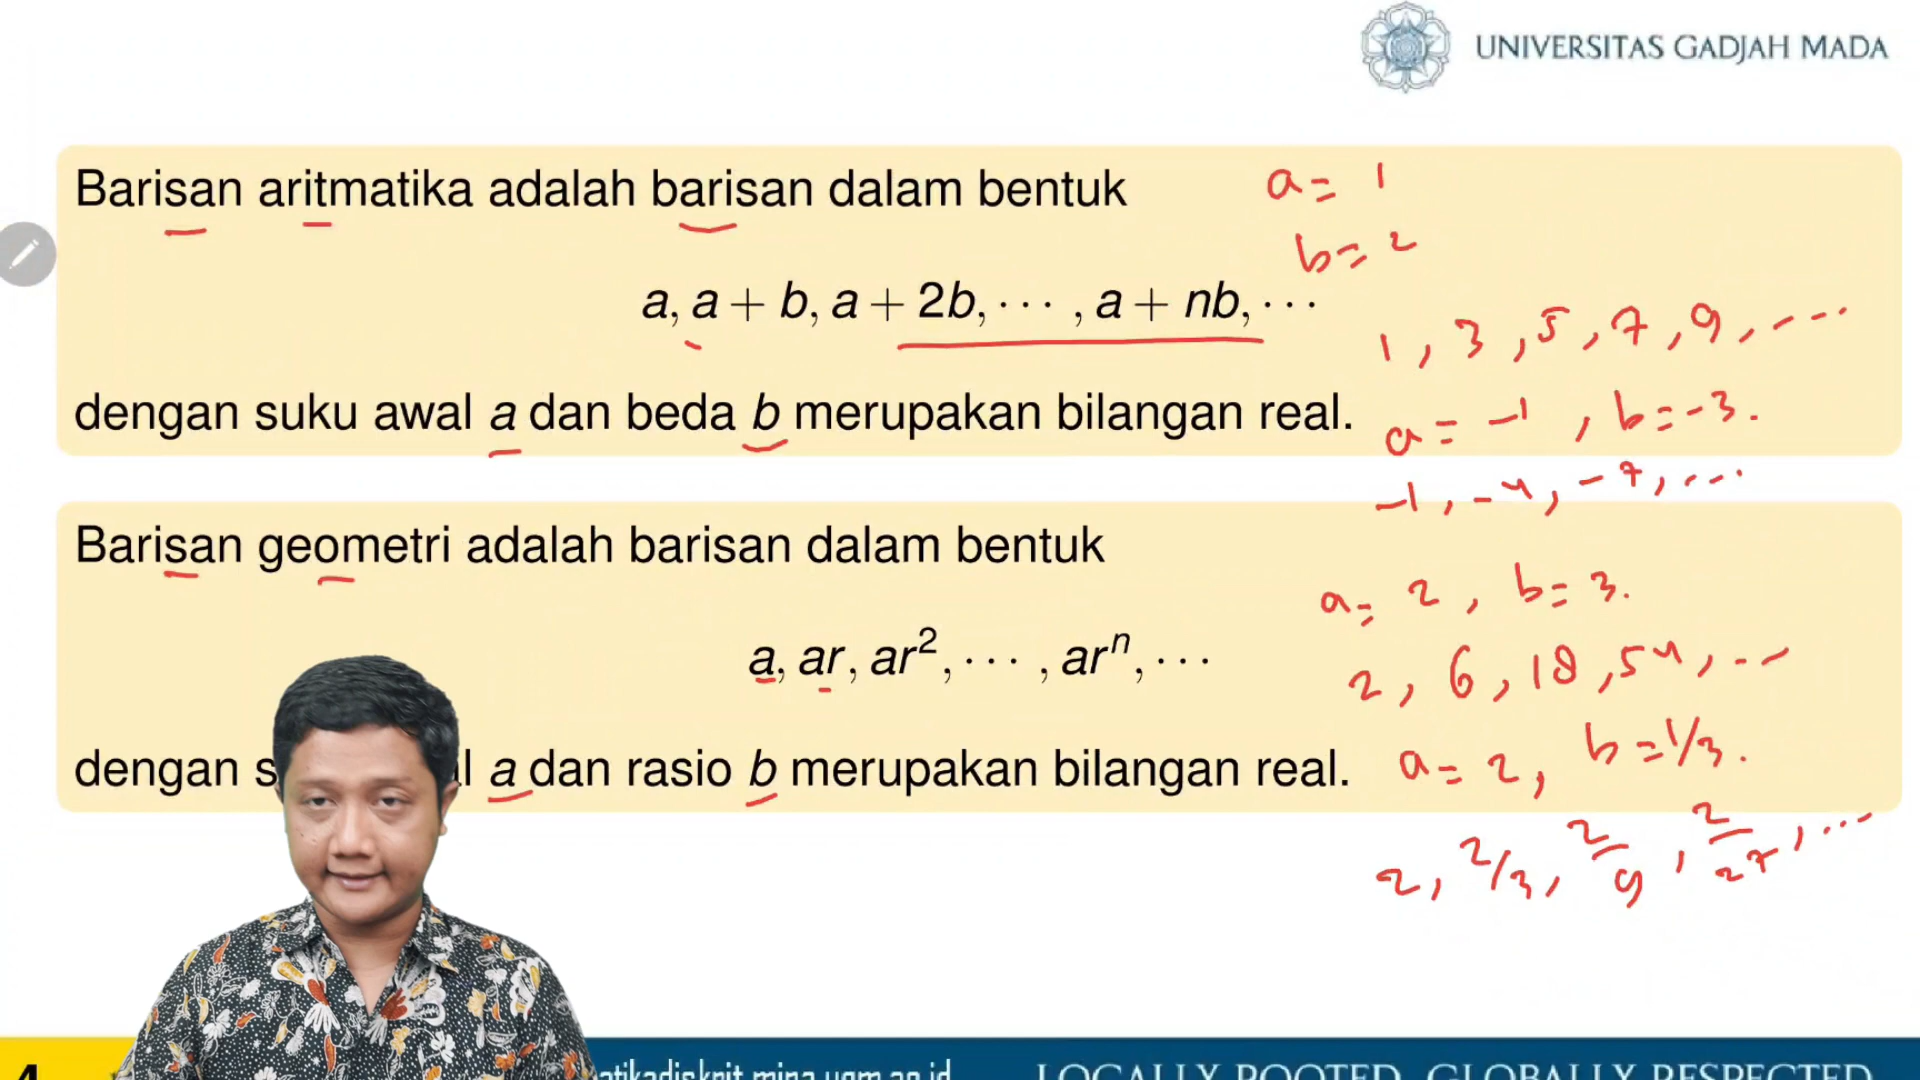 UNIVERSITAS GADJAH MADA
Barisan aritmatika adalah barisan dalam bentuk
a = 1
b = 2
a, a + b, a + 2b, ··· , a + nb, ···
1, 3, 5, 7, 9, ...
dengan suku awal a dan beda b merupakan bilangan real.
a = -1, b = -3.
-1, -4, -7, ...
Barisan geometri adalah barisan dalam bentuk
a = 2, b = 3.
a, ar, ar², ··· , arⁿ, ···
2, 6, 18, 54, ...
dengan a dan rasio b merupakan bilangan real.
a = 2, b = 1/3.
2, 2/3, 2/9, 2/27, ...
4
LOCALLY ROOTED, GLOBALLY RESPECTED